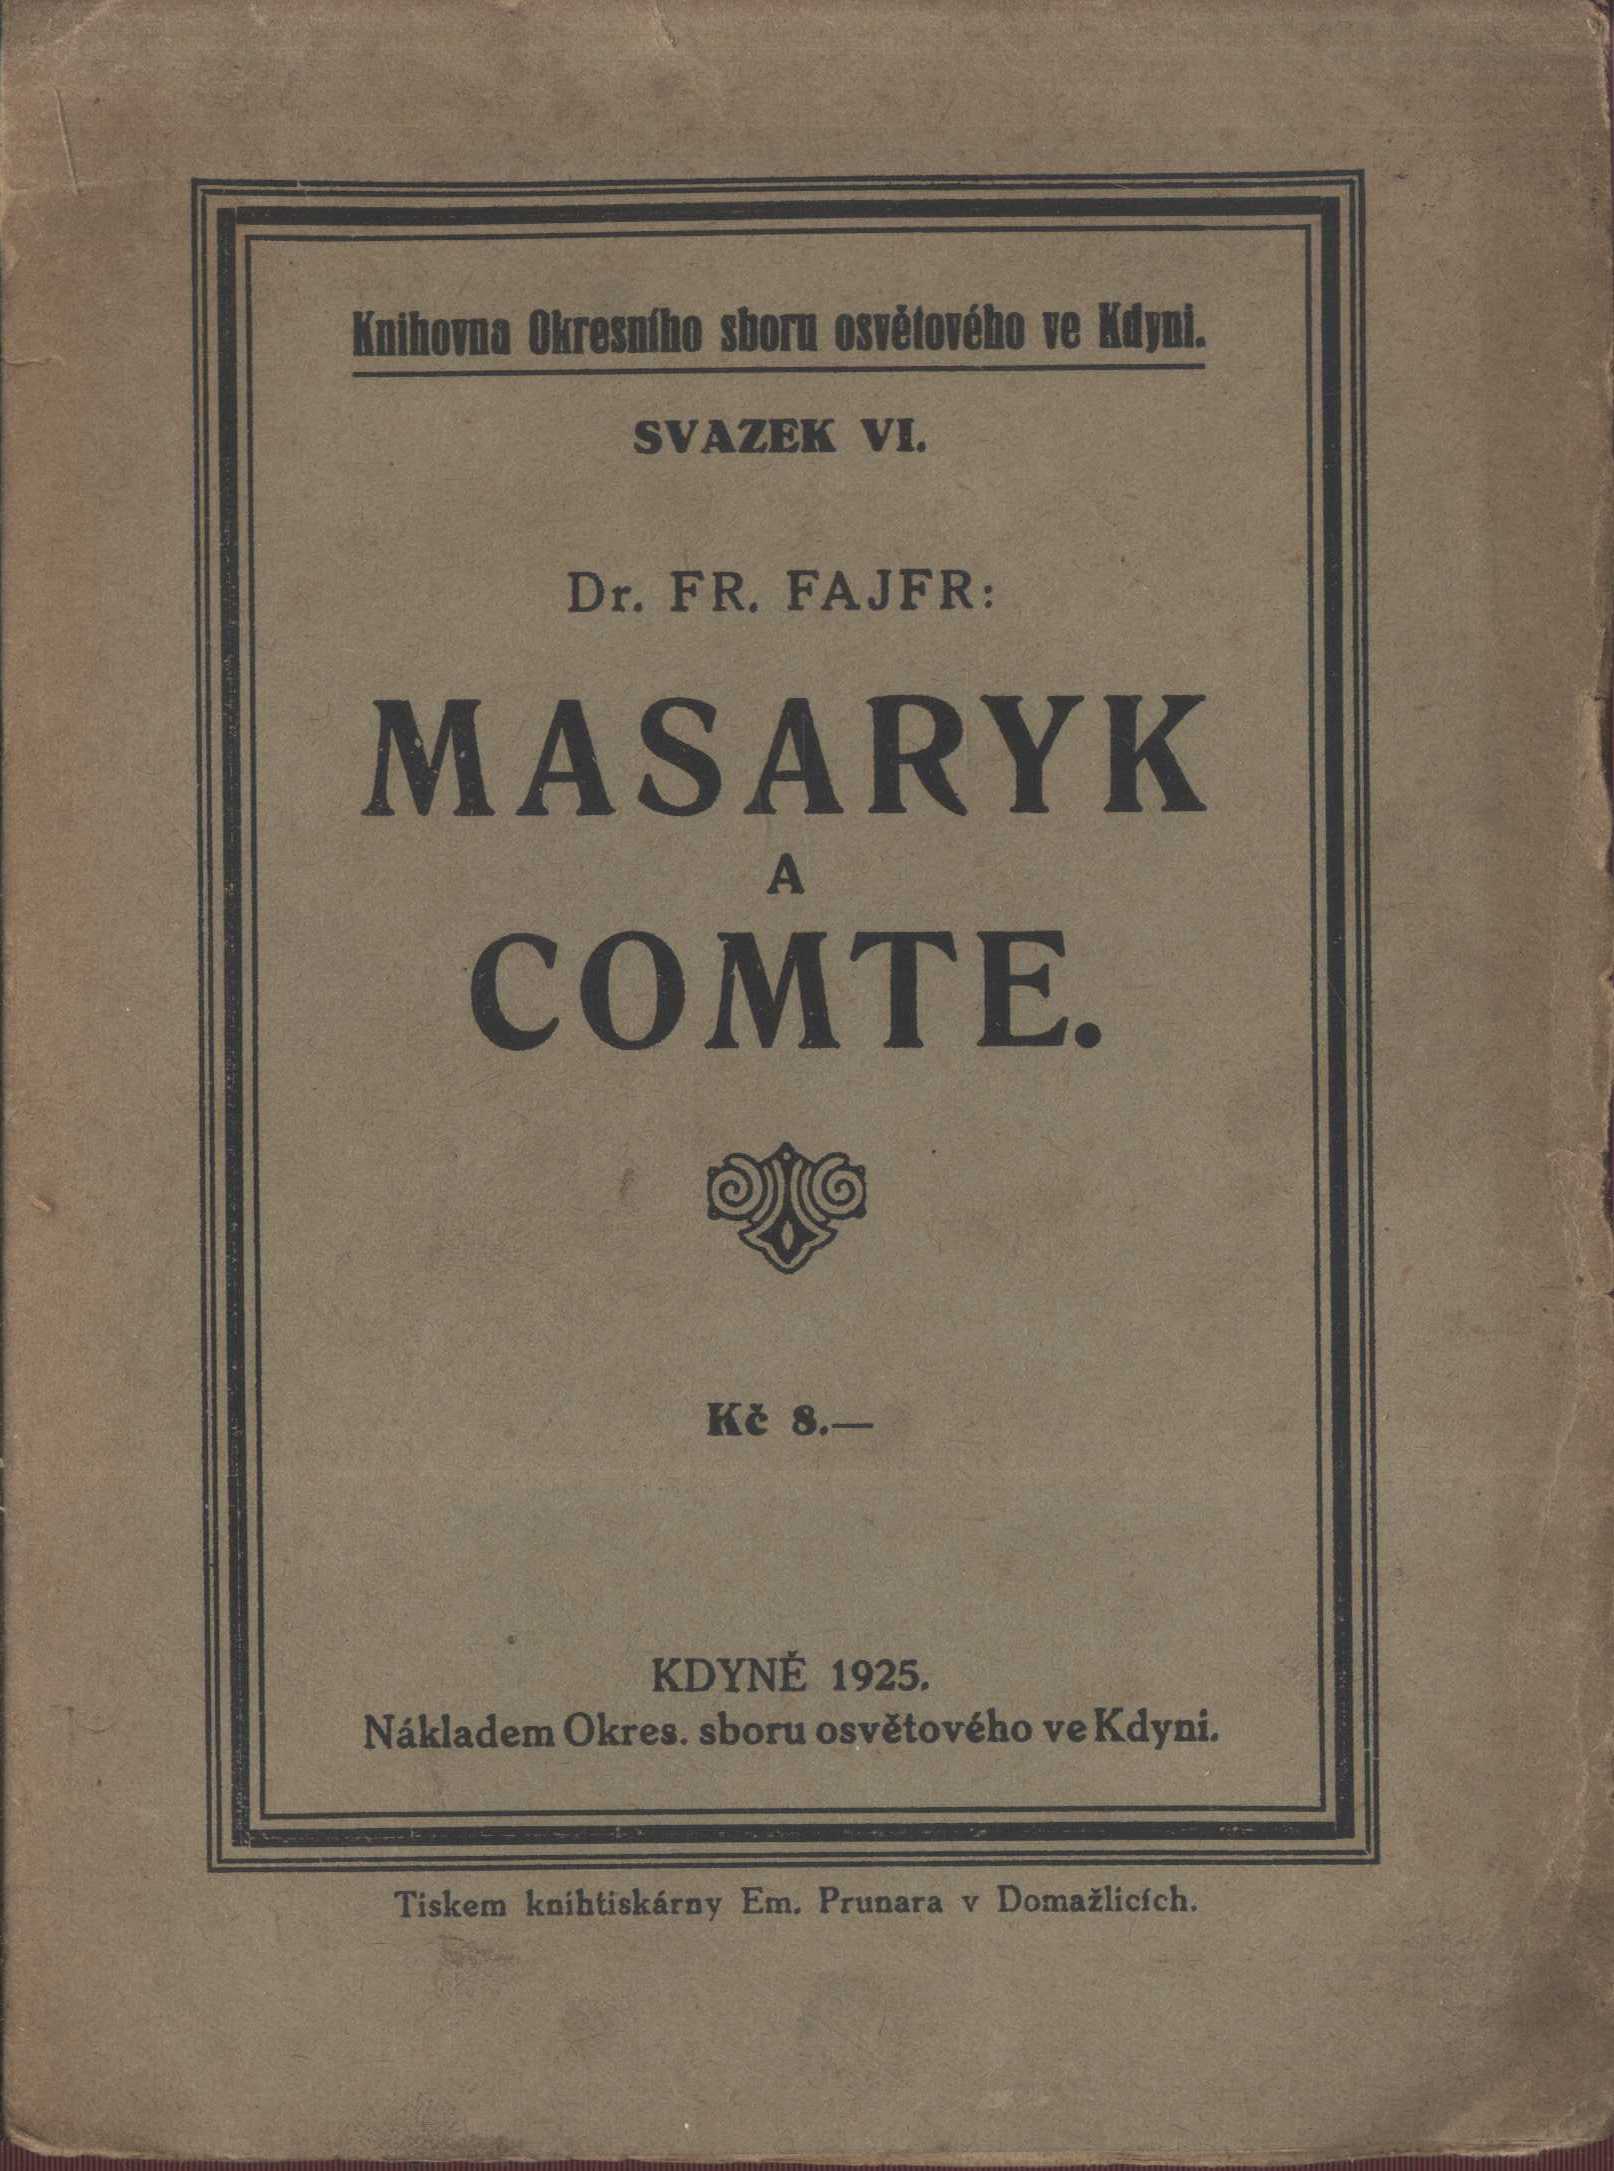 Knihovna Okresního sboru osvětového ve Kdyni.
SVAZEK VI.
Dr. FR. FAJFR:
MASARYK
A
COMTE.
Kč 8.—
KDYNĚ 1925.
Nákladem Okres. sboru osvětového ve Kdyni.
Tiskem knihtiskárny Em. Prunara v Domažlicích.